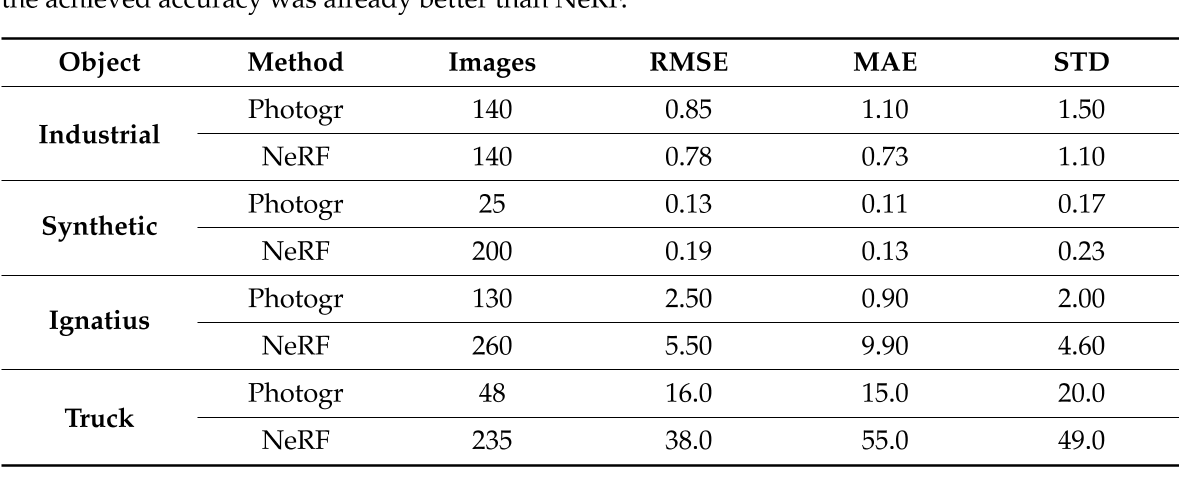 the achieved accuracy was already better than NeRF.
Object Method Images RMSE MAE STD
Industrial
Photogr 140 0.85 1.10 1.50
NeRF 140 0.78 0.73 1.10
Synthetic
Photogr 25 0.13 0.11 0.17
NeRF 200 0.19 0.13 0.23
Ignatius
Photogr 130 2.50 0.90 2.00
NeRF 260 5.50 9.90 4.60
Truck
Photogr 48 16.0 15.0 20.0
NeRF 235 38.0 55.0 49.0